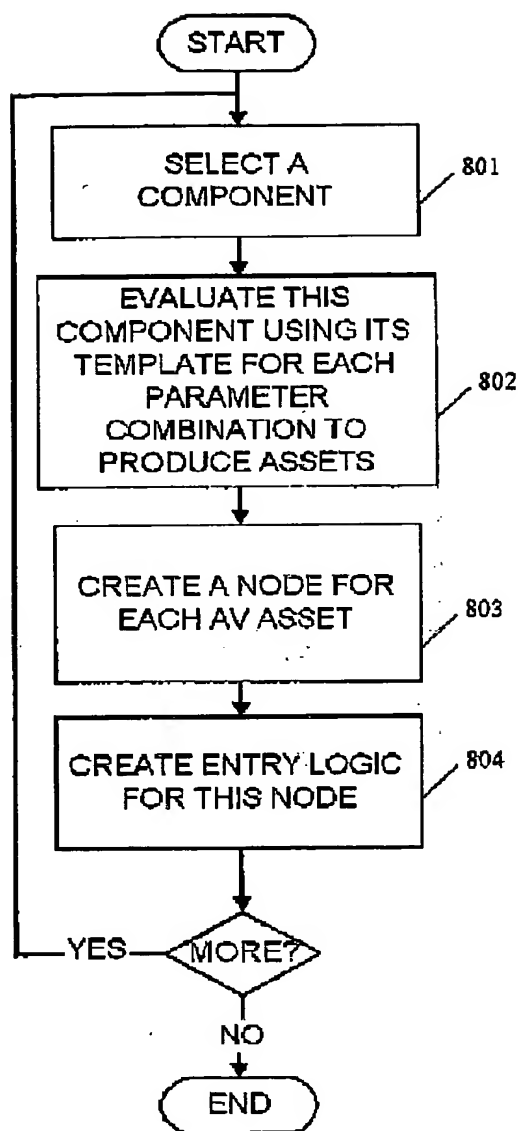 START
SELECT A
COMPONENT
801
EVALUATE THIS
COMPONENT USING ITS
TEMPLATE FOR EACH
PARAMETER
COMBINATION TO
PRODUCE ASSETS
802
CREATE A NODE FOR
EACH AV ASSET
803
CREATE ENTRY LOGIC
FOR THIS NODE
804
YES
MORE?
NO
END